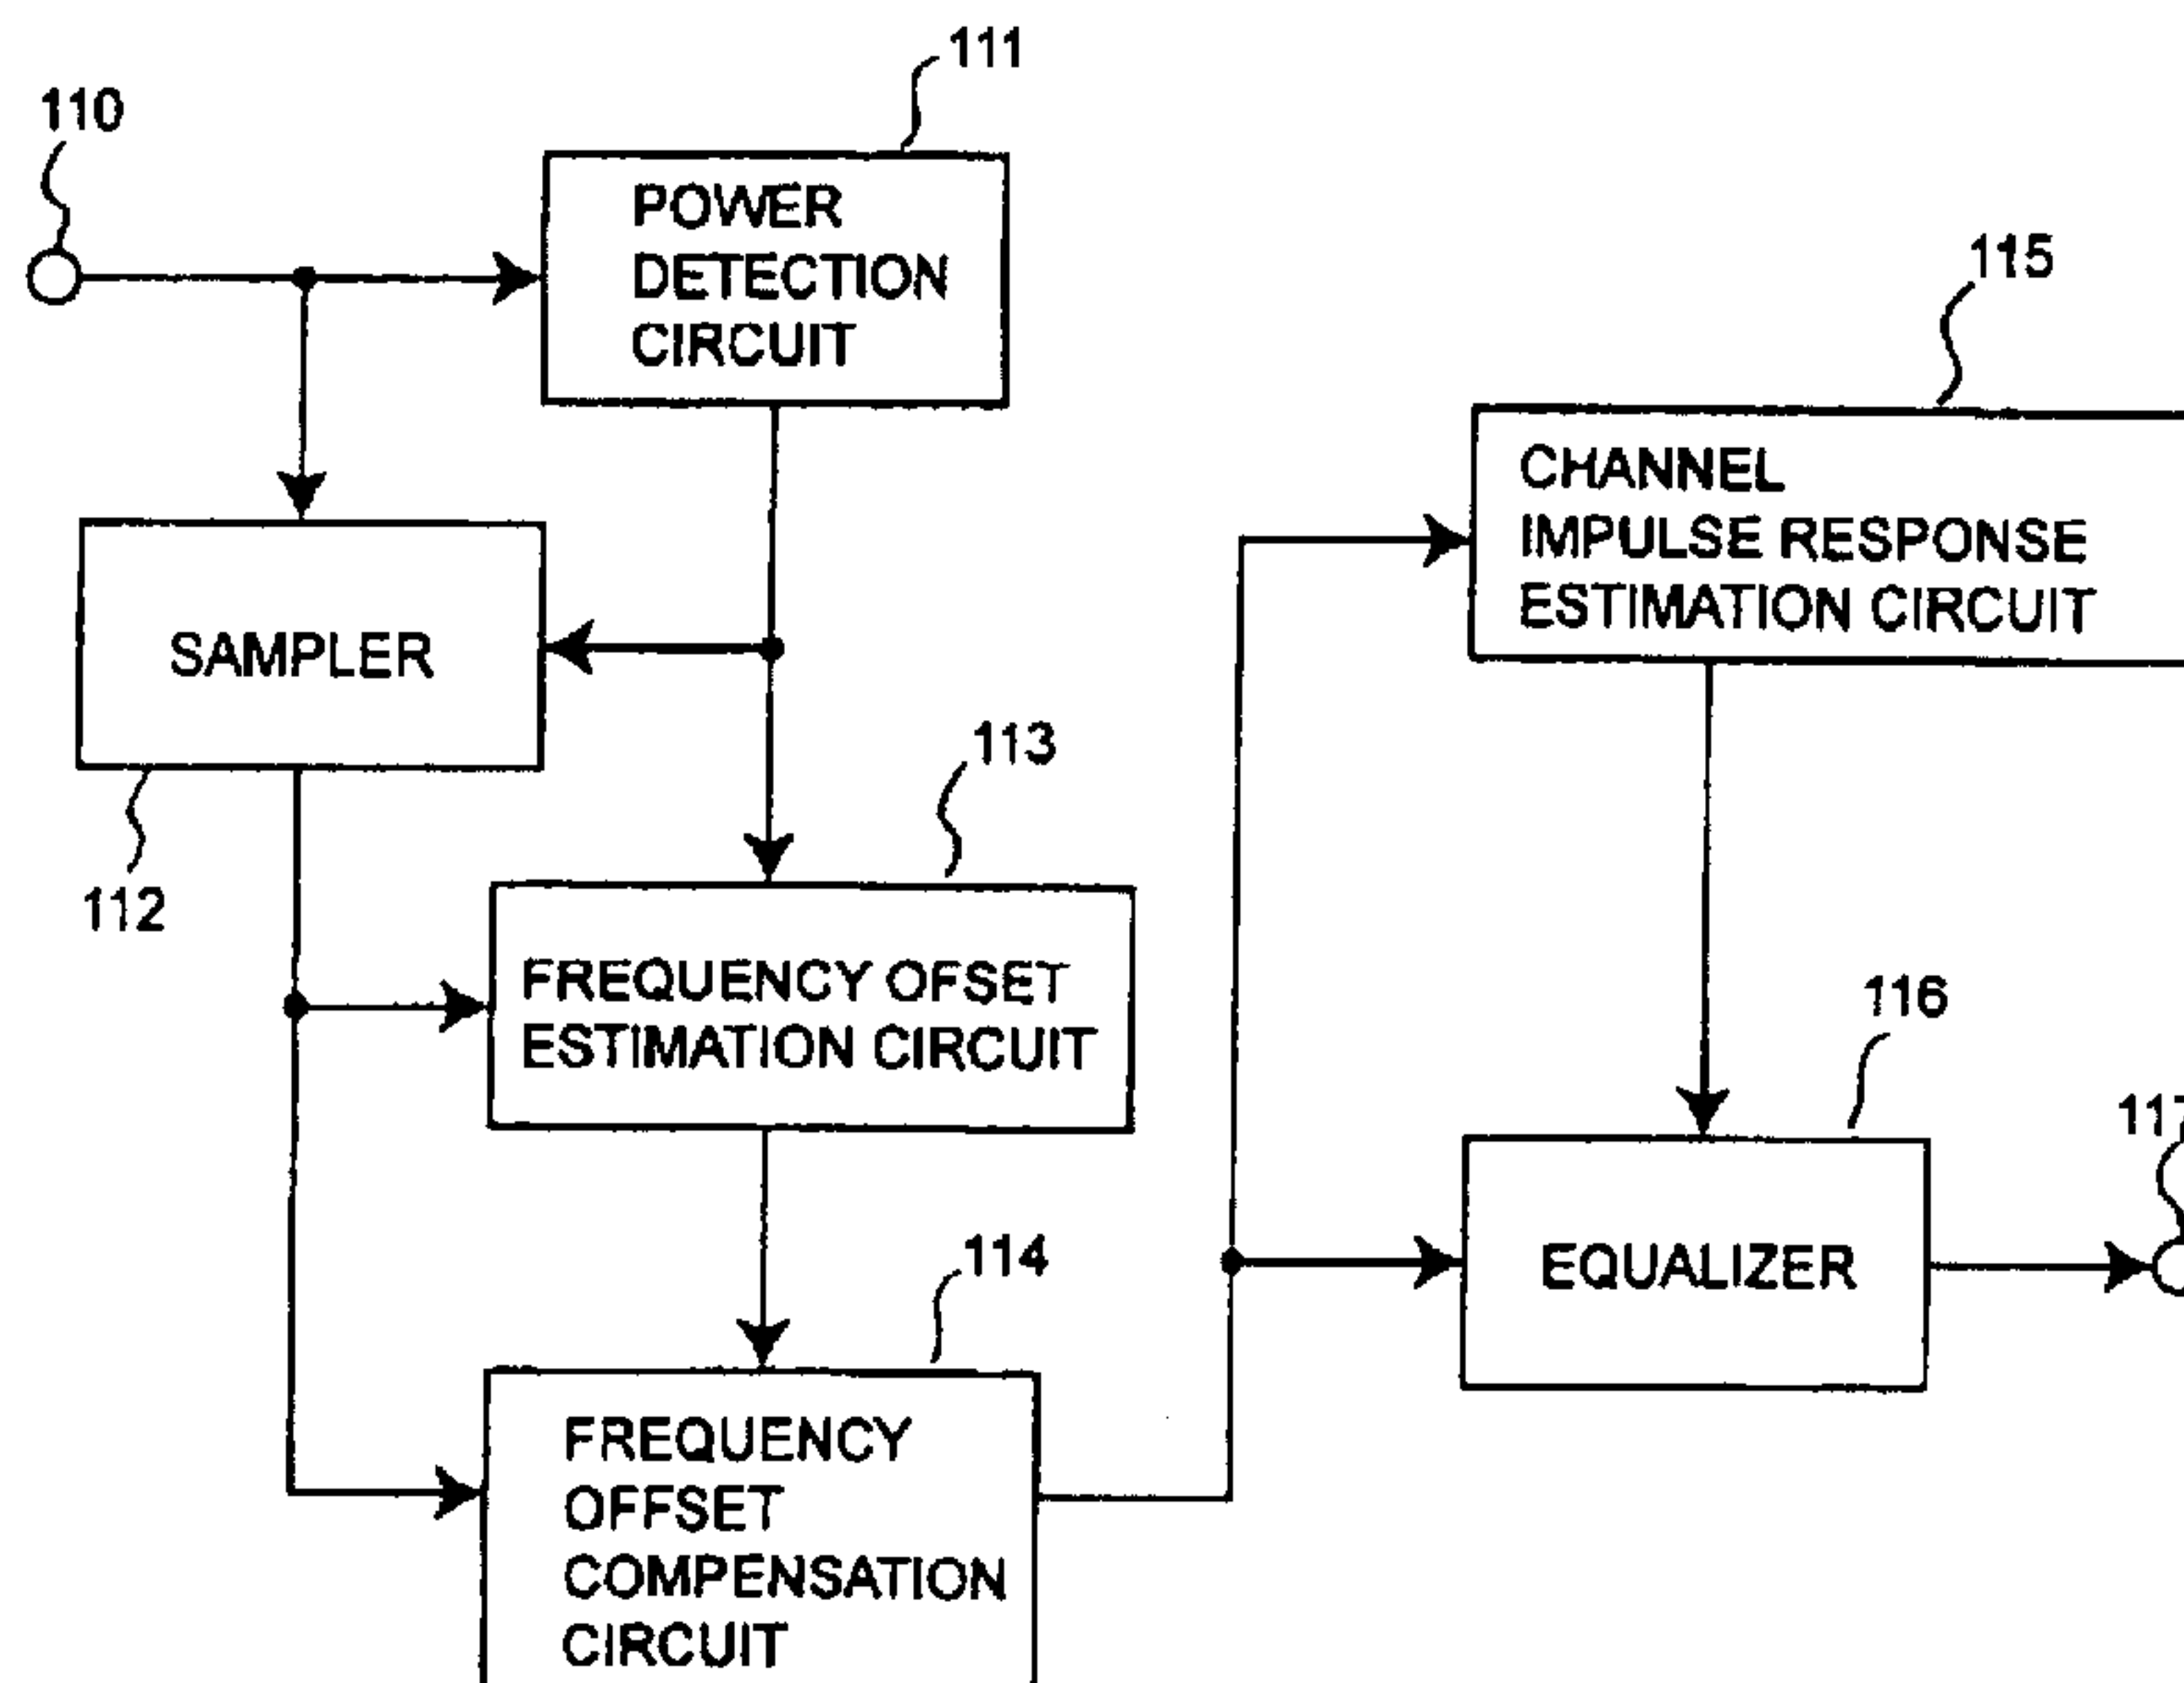 111
110
POWER
DETECTION
CIRCUIT
115
CHANNEL
IMPULSE RESPONSE
ESTIMATION CIRCUIT
SAMPLER
113
112
FREQUENCY OFSET
ESTIMATION CIRCUIT
116
117
114
EQUALIZER
FREQUENCY
OFFSET
COMPENSATION
CIRCUIT